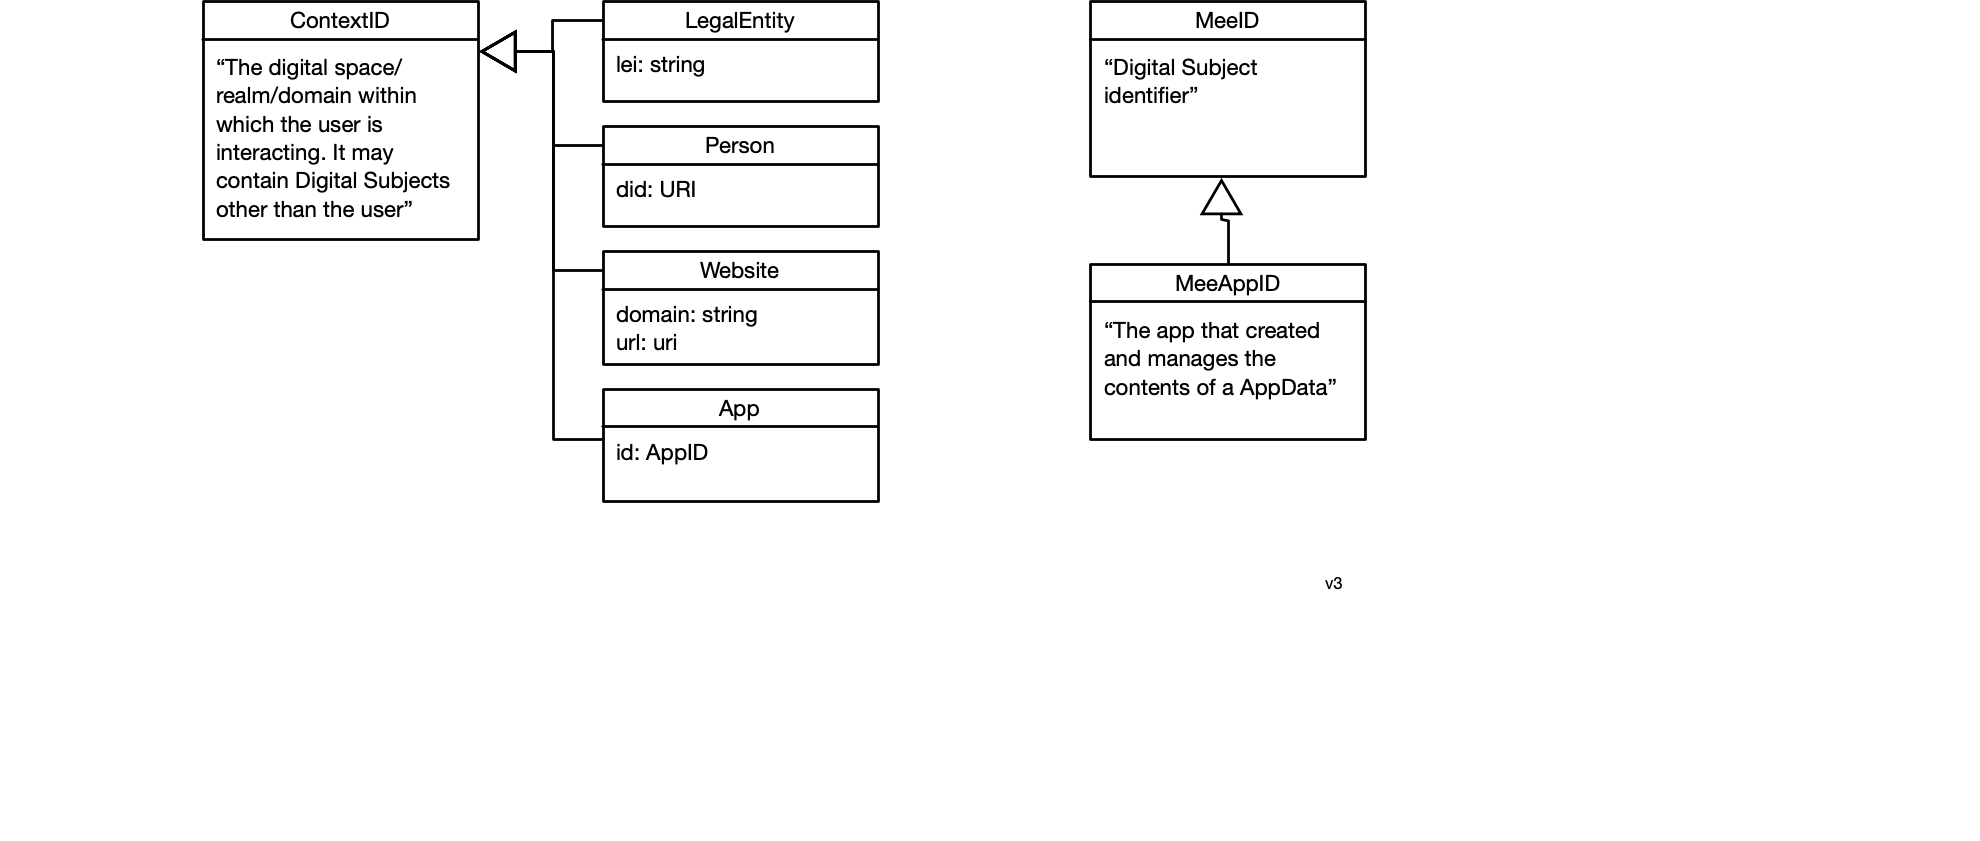 ContextID
“The digital space/
realm/domain within
which the user is
interacting. It may
contain Digital Subjects
other than the user”
LegalEntity
lei: string
Person
did: URI
Website
domain: string
url: uri
App
id: AppID
MeeID
“Digital Subject
identifier”
MeeAppID
“The app that created
and manages the
contents of a AppData”
v3